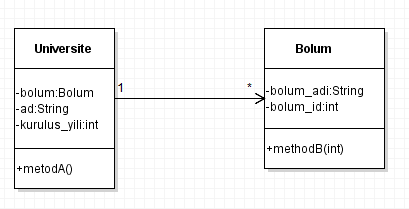 Universite
-bolum:Bolum
-ad:String
-kurulus_yili:int
+metodA()
1
*
Bolum
-bolum_adi:String
-bolum_id:int
+methodB(int)